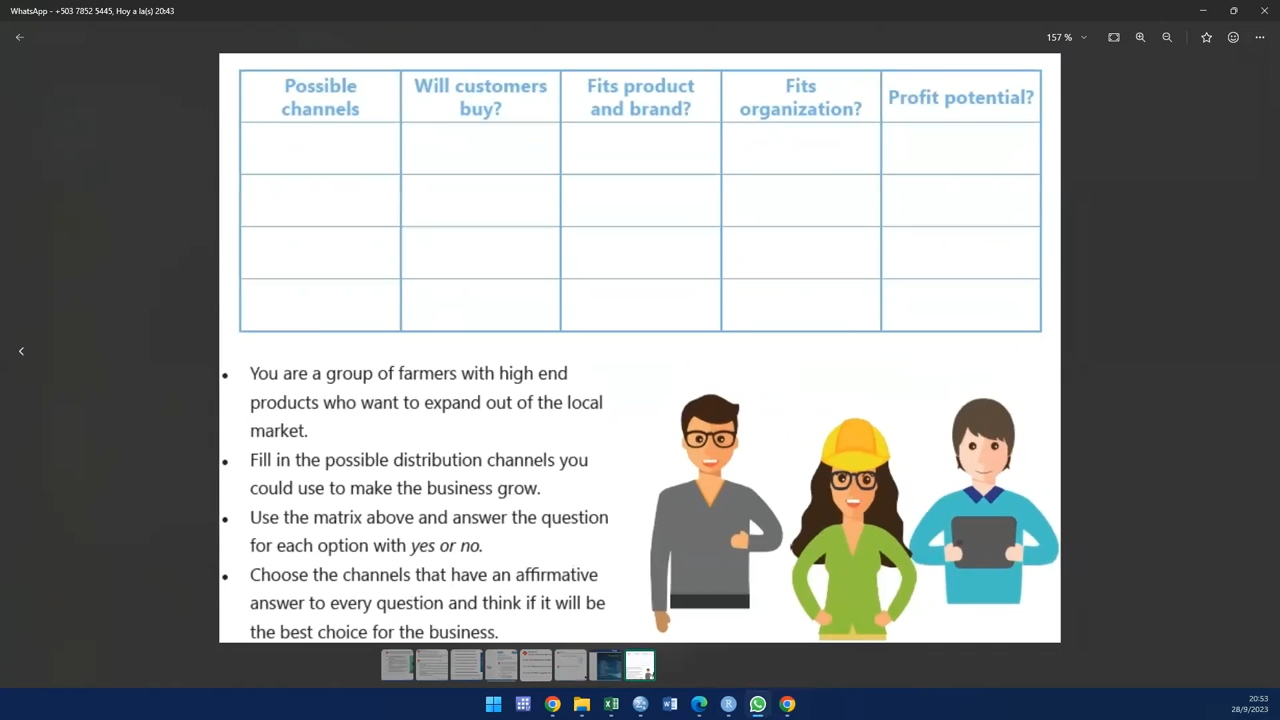 WhatsApp - +503 7852 5445, Hoy a la(s) 20:43
157 %
Possible channels
Will customers buy?
Fits product and brand?
Fits organization?
Profit potential?
• You are a group of farmers with high end
products who want to expand out of the local
market.
• Fill in the possible distribution channels you
could use to make the business grow.
• Use the matrix above and answer the question
for each option with yes or no.
• Choose the channels that have an affirmative
answer to every question and think if it will be
the best choice for the business.
20:53
28/9/2023